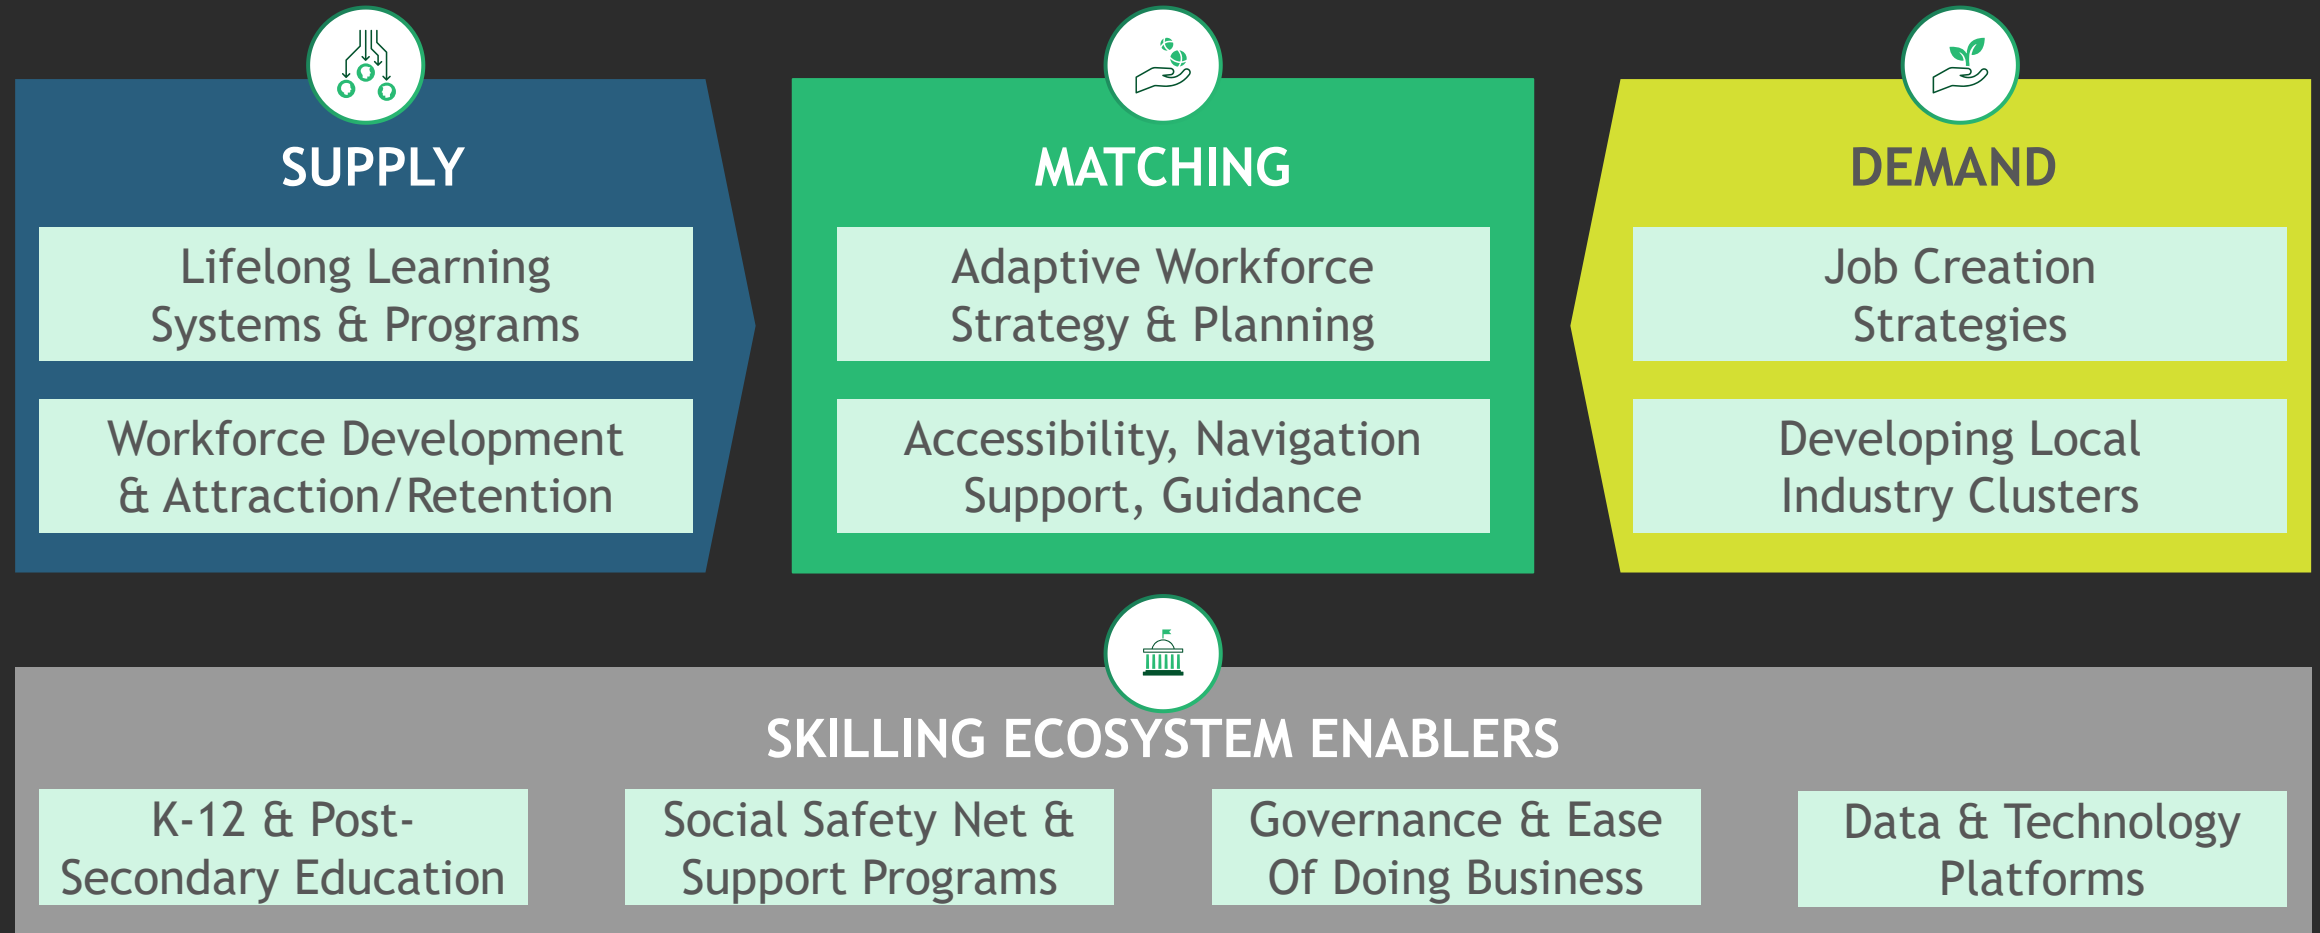 SUPPLY
Lifelong Learning
Systems & Programs
Workforce Development
& Attraction/Retention
MATCHING
Adaptive Workforce
Strategy & Planning
Accessibility, Navigation
Support, Guidance
DEMAND
Job Creation
Strategies
Developing Local
Industry Clusters
SKILLING ECOSYSTEM ENABLERS
K-12 & Post-
Secondary Education
Social Safety Net &
Support Programs
Governance & Ease
Of Doing Business
Data & Technology
Platforms